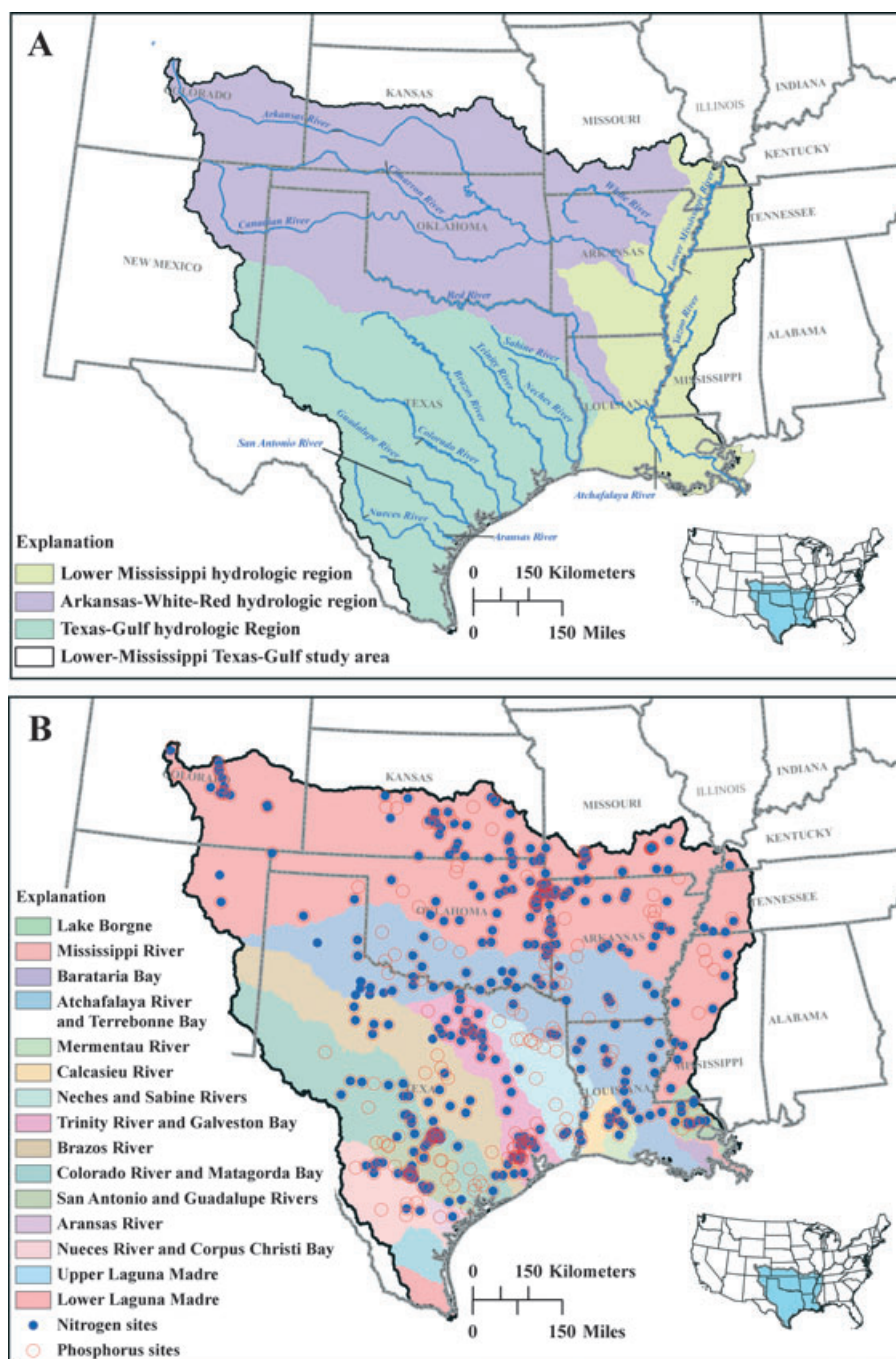 A
COLORADO
KANSAS
MISSOURI
ILLINOIS
INDIANA
KENTUCKY
TENNESSEE
Arkansas River
Cimarron River
White River
Lower Mississippi River
Canadian River
OKLAHOMA
ARKANSAS
NEW MEXICO
Red River
Yazoo River
ALABAMA
MISSISSIPPI
Sabine River
Trinity River
Neches River
Brazos River
TEXAS
LOUISIANA
Guadalupe River
Colorado River
San Antonio River
Nueces River
Aransas River
Atchafalaya River
Explanation
Lower Mississippi hydrologic region
Arkansas-White-Red hydrologic region
Texas-Gulf hydrologic Region
Lower-Mississippi Texas-Gulf study area
0 150 Kilometers
0 150 Miles
B
COLORADO
KANSAS
MISSOURI
ILLINOIS
INDIANA
KENTUCKY
TENNESSEE
OKLAHOMA
ARKANSAS
ALABAMA
MISSISSIPPI
TEXAS
LOUISIANA
Explanation
Lake Borgne
Mississippi River
Barataria Bay
Atchafalaya River
and Terrebonne Bay
Mermentau River
Calcasieu River
Neches and Sabine Rivers
Trinity River and Galveston Bay
Brazos River
Colorado River and Matagorda Bay
San Antonio and Guadalupe Rivers
Aransas River
Nueces River and Corpus Christi Bay
Upper Laguna Madre
Lower Laguna Madre
Nitrogen sites
Phosphorus sites
0 150 Kilometers
0 150 Miles